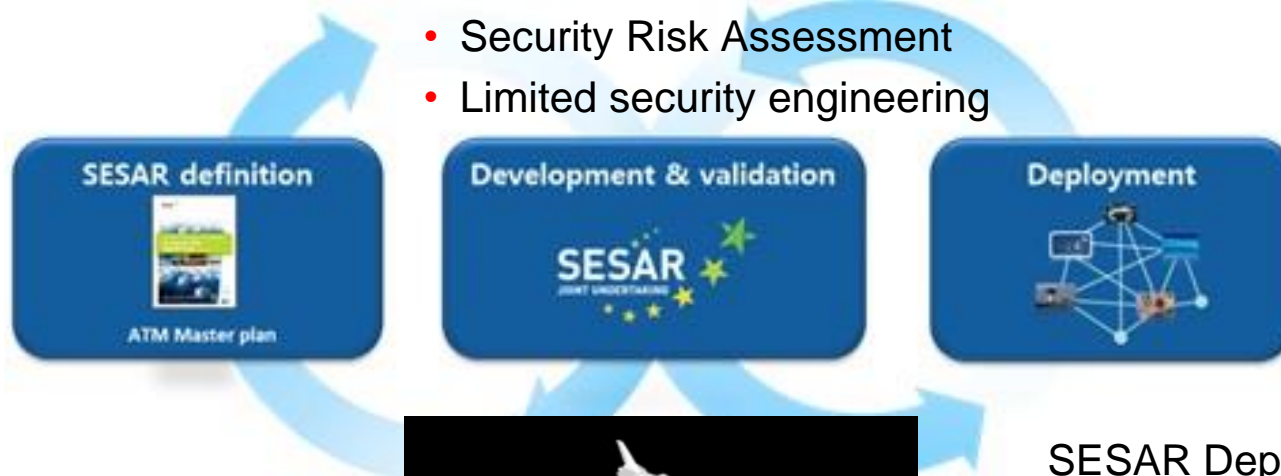 • Security Risk Assessment
• Limited security engineering
SESAR definition
ATM Master plan
Development & validation
SESAR
JOINT UNDERTAKING
Deployment
SESAR Dep